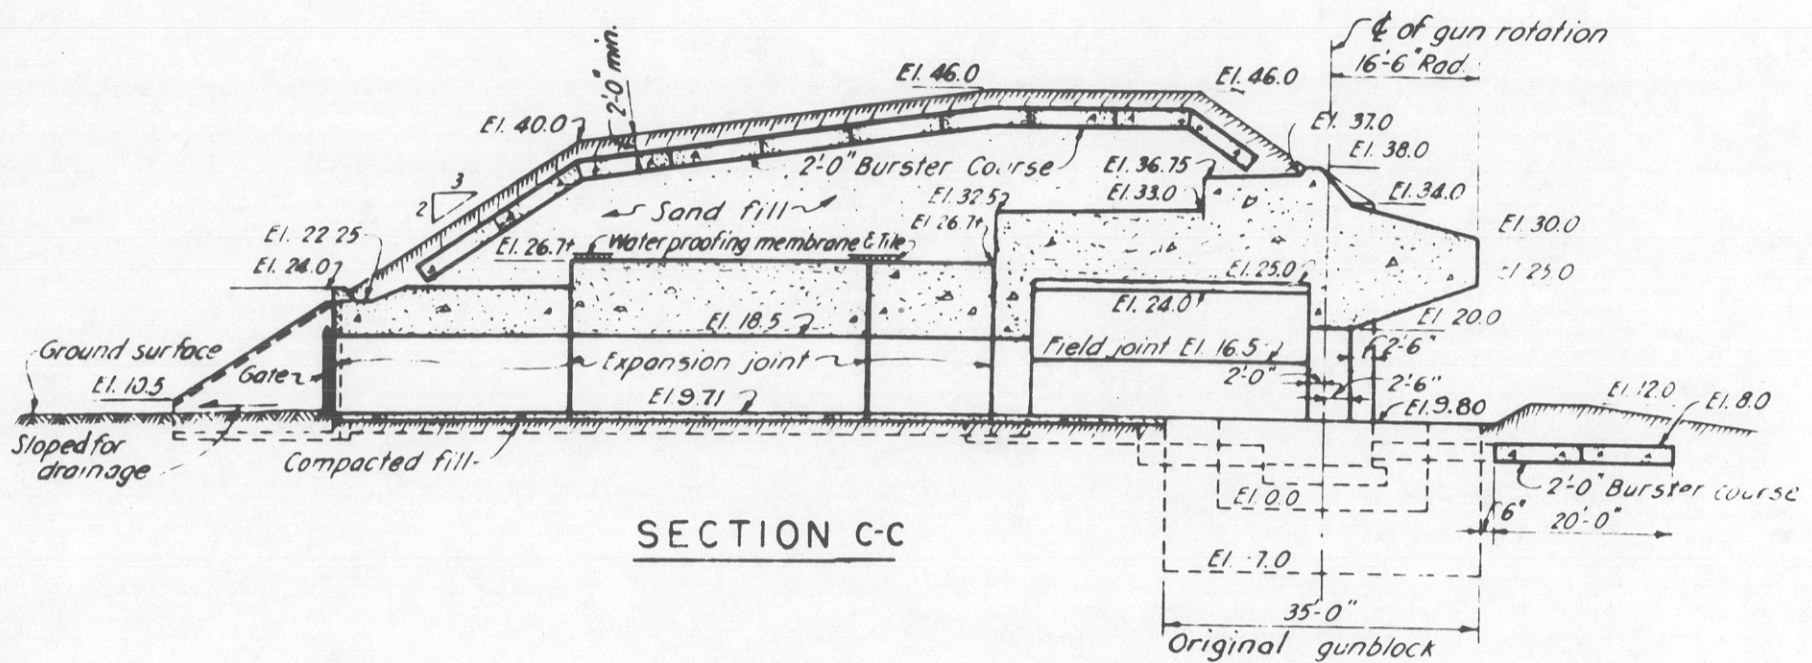 ₵ of gun rotation
16'-6" Rad.
El. 46.0
El. 46.0
2'-0" min.
El. 40.0
El. 37.0
El. 38.0
2'-0" Burster Course
El. 36.75
El. 34.0
3
2
Sand fill
El. 32.5
El. 33.0
El. 30.0
El. 22.25
El. 26.7±
Waterproofing membrane & Tile
El. 26.7±
El. 24.0
El. 25.0
El. 25.0
El. 24.0±
El. 18.5
El. 20.0
Ground surface
Gate
Expansion joint
Field joint El. 16.5
2'-6"
2'-0"
2'-6"
El. 10.5
El. 9.71
El. 9.80
El. 12.0
El. 8.0
Sloped for
drainage
Compacted fill
El. 0.0
2'-0" Burster course
6"
20'-0"
SECTION C-C
El. -7.0
35'-0"
Original gunblock